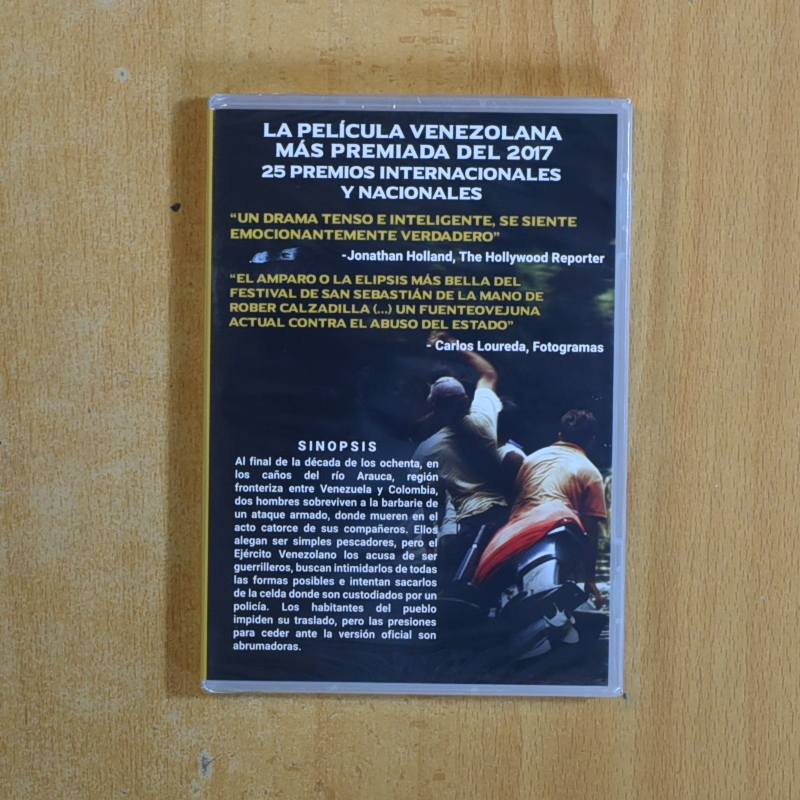 LA PELÍCULA VENEZOLANA
MÁS PREMIADA DEL 2017
25 PREMIOS INTERNACIONALES
Y NACIONALES
“UN DRAMA TENSO E INTELIGENTE, SE SIENTE
EMOCIONANTEMENTE VERDADERO”
-Jonathan Holland, The Hollywood Reporter
“EL AMPARO O LA ELIPSIS MÁS BELLA DEL
FESTIVAL DE SAN SEBASTIÁN DE LA MANO DE
ROBER CALZADILLA (...) UN FUENTEOVEJUNA
ACTUAL CONTRA EL ABUSO DEL ESTADO”
- Carlos Loureda, Fotogramas
SINOPSIS
Al final de la década de los ochenta, en
los caños del río Arauca, región
fronteriza entre Venezuela y Colombia,
dos hombres sobreviven a la barbarie de
un ataque armado, donde mueren en el
acto catorce de sus compañeros. Ellos
alegan ser simples pescadores, pero el
Ejército Venezolano los acusa de ser
guerrilleros, buscan intimidarlos de todas
las formas posibles e intentan sacarlos
de la celda donde son custodiados por un
policía. Los habitantes del pueblo
impiden su traslado, pero las presiones
para ceder ante la versión oficial son
abrumadoras.